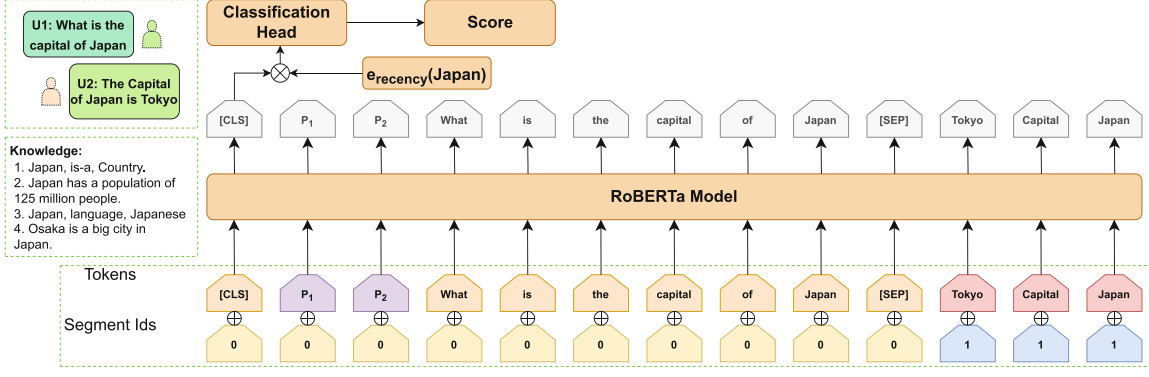 U1: What is the
capital of Japan
U2: The Capital
of Japan is Tokyo
Classification
Head
Score
e_recency(Japan)
Knowledge:
1. Japan, is-a, Country.
2. Japan has a population of
125 million people.
3. Japan, language, Japanese
4. Osaka is a big city in
Japan.
[CLS] P1 P2 What is the capital of Japan [SEP] Tokyo Capital Japan
RoBERTa Model
Tokens
[CLS] P1 P2 What is the capital of Japan [SEP] Tokyo Capital Japan
Segment Ids
0 0 0 0 0 0 0 0 0 0 1 1 1